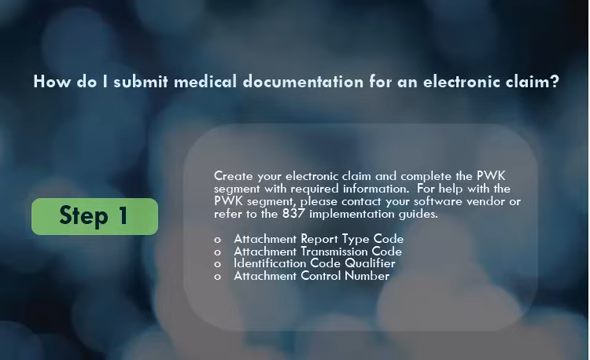 How do I submit medical documentation for an electronic claim?
Step 1
Create your electronic claim and complete the PWK
segment with required information. For help with the
PWK segment, please contact your software vendor or
refer to the 837 implementation guides.
o Attachment Report Type Code
o Attachment Transmission Code
o Identification Code Qualifier
o Attachment Control Number